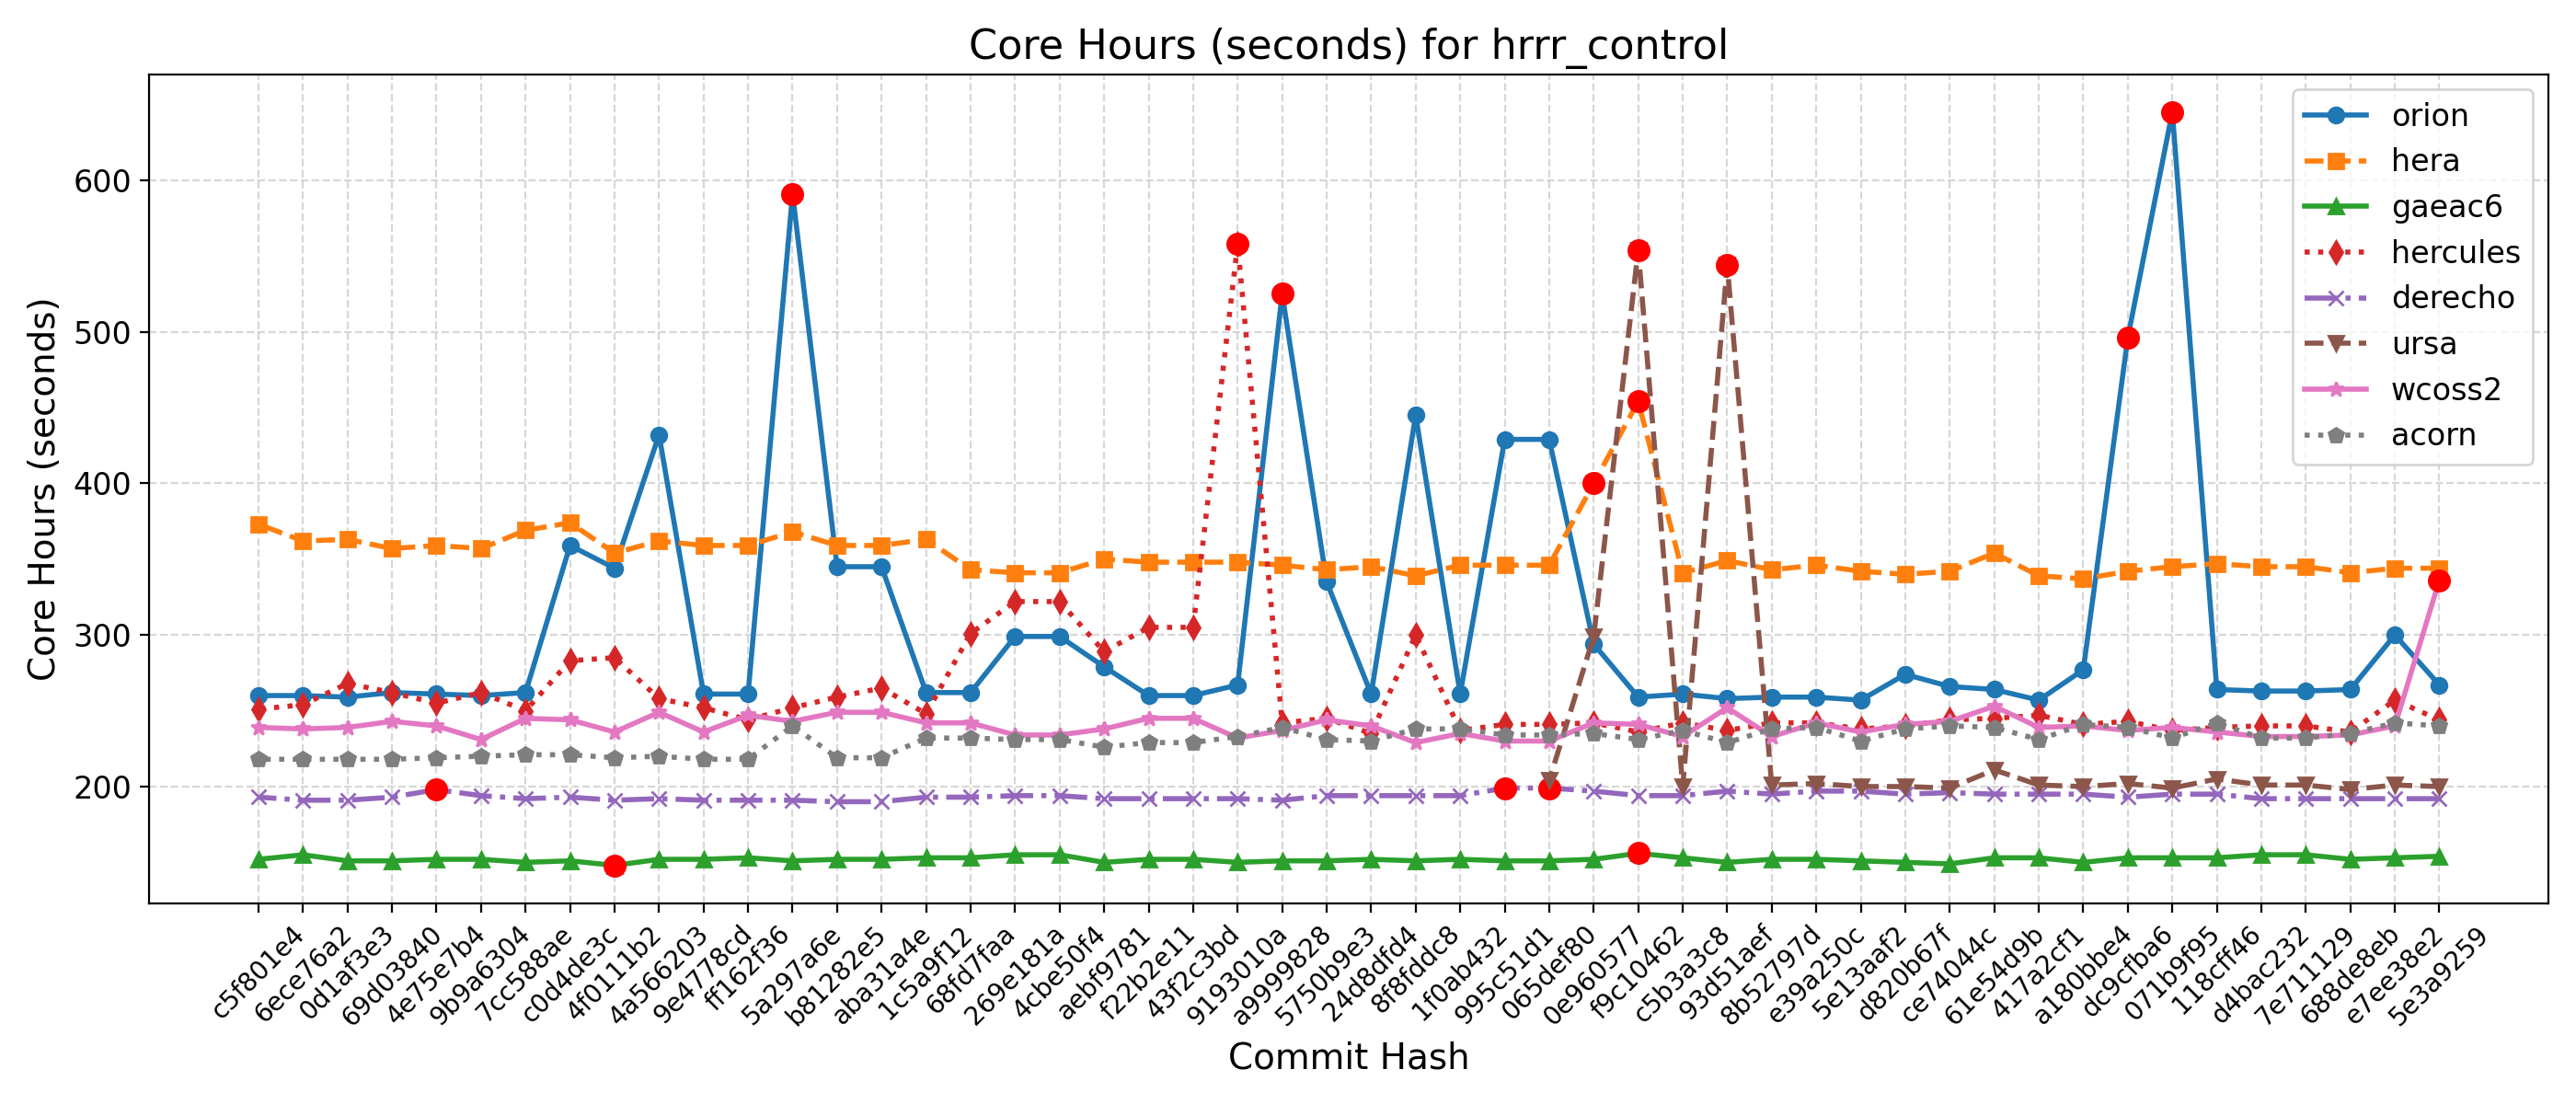 Core Hours (seconds) for hrrr_control
Core Hours (seconds)
600
500
400
300
200
orion
hera
gaeac6
hercules
derecho
ursa
wcoss2
acorn
c5f801e4
6ece76a2
0d1af3e3
69d03840
4e75e7b4
9b9a6304
7cc588ae
c0d4de3c
4f0111b2
4a566203
9e4778cd
ff162f36
5a297a6e
b81282e5
aba31a4e
1c5a9f12
68fd7faa
269e181a
4cbe50f4
aebf9781
f22b2e11
43f2c3bd
9193010a
a9999828
5750b9e3
24d8dfd4
8f8fddc8
1f0ab432
995c51d1
065def80
0e960577
f9c10462
c5b3a3c8
93d51aef
8b52797d
e39a250c
5e13aaf2
d820b67f
ce74044c
61e54d9b
417a2cf1
a180bbe4
dc9cfba6
071b9f95
118cff46
d4bac232
7e711129
688de8eb
e7ee38e2
5e3a9259
Commit Hash